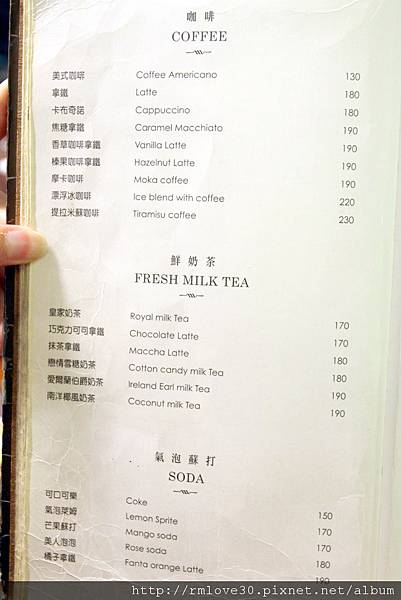 咖啡
COFFEE
美式咖啡 Coffee Americano 130
拿鐵 Latte 180
卡布奇諾 Cappuccino 180
焦糖拿鐵 Caramel Macchiato 190
香草咖啡拿鐵 Vanilla Latte 190
榛果咖啡拿鐵 Hazelnut Latte 190
摩卡咖啡 Moka coffee 190
漂浮冰咖啡 Ice blend with coffee 220
提拉米蘇咖啡 Tiramisu coffee 230
鮮奶茶
FRESH MILK TEA
皇家奶茶 Royal milk Tea 170
巧克力可可拿鐵 Chocolate Latte 170
抹茶拿鐵 Maccha Latte 180
戀情雪糖奶茶 Cotton candy milk Tea 180
愛爾蘭伯爵奶茶 Ireland Earl milk Tea 190
南洋椰風奶茶 Coconut milk Tea 190
氣泡蘇打
SODA
可口可樂 Coke 150
氣泡萊姆 Lemon Sprite 170
芒果蘇打 Mango soda 170
美人泡泡 Rose soda 180
橘子拿鐵 Fanta orange Latte 190
http://rmlove30.pixnet.net/album